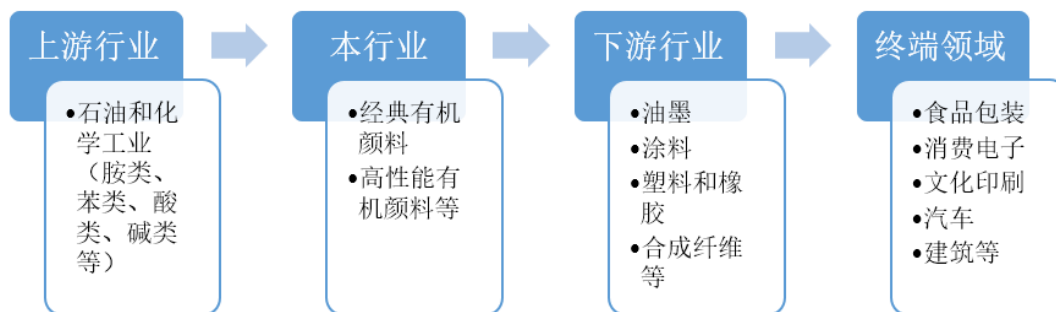 上游行业
•石油和化
学工业
（胺类、
苯类、酸
类、碱类
等）
本行业
•经典有机
颜料
•高性能有
机颜料等
下游行业
•油墨
•涂料
•塑料和橡
胶
•合成纤维
等
终端领域
•食品包装
•消费电子
•文化印刷
•汽车
•建筑等